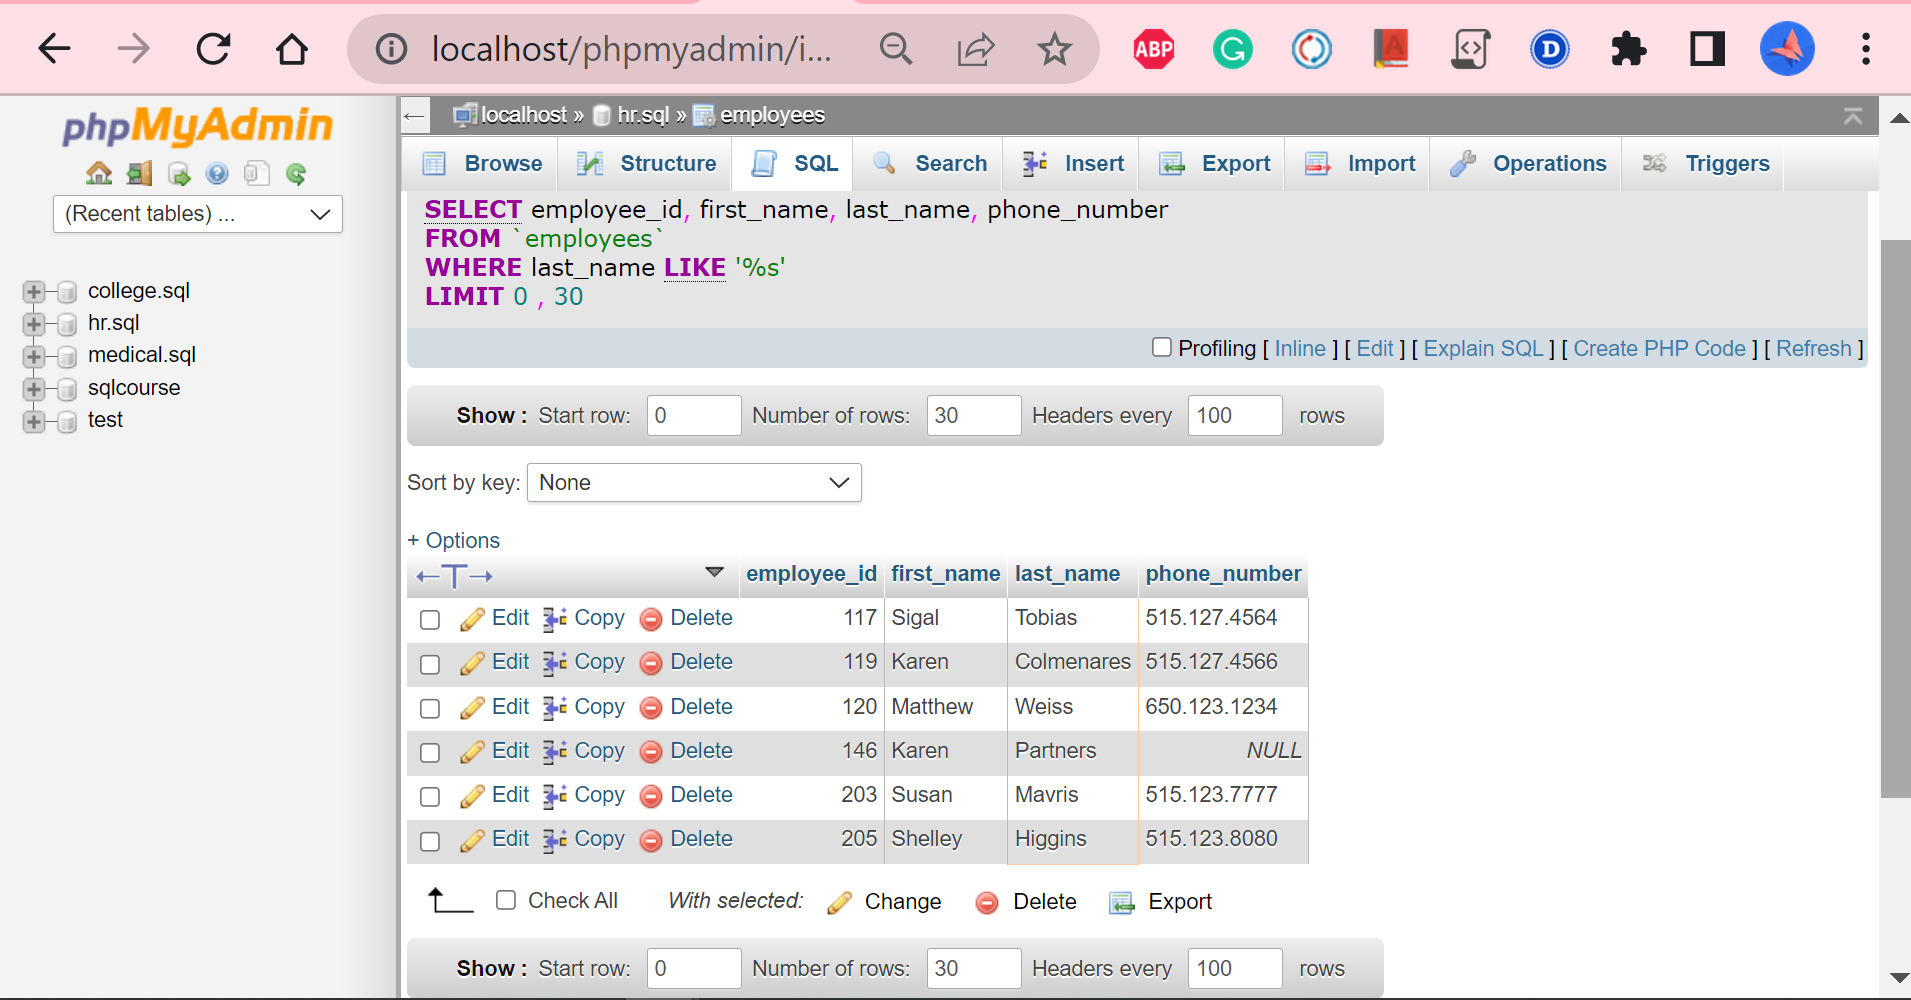 localhost/phpmyadmin/i...
ABP
G
A
D
phpMyAdmin
(Recent tables) ...
college.sql
hr.sql
medical.sql
sqlcourse
test
localhost » hr.sql » employees
Browse Structure SQL Search Insert Export Import Operations Triggers
SELECT employee_id, first_name, last_name, phone_number
FROM `employees`
WHERE last_name LIKE '%s'
LIMIT 0 , 30
Profiling [ Inline ] [ Edit ] [ Explain SQL ] [ Create PHP Code ] [ Refresh ]
Show : Start row: 0 Number of rows: 30 Headers every 100 rows
Sort by key: None
+ Options
←T→ employee_id first_name last_name phone_number
Edit Copy Delete 117 Sigal Tobias 515.127.4564
Edit Copy Delete 119 Karen Colmenares 515.127.4566
Edit Copy Delete 120 Matthew Weiss 650.123.1234
Edit Copy Delete 146 Karen Partners NULL
Edit Copy Delete 203 Susan Mavris 515.123.7777
Edit Copy Delete 205 Shelley Higgins 515.123.8080
Check All With selected: Change Delete Export
Show : Start row: 0 Number of rows: 30 Headers every 100 rows